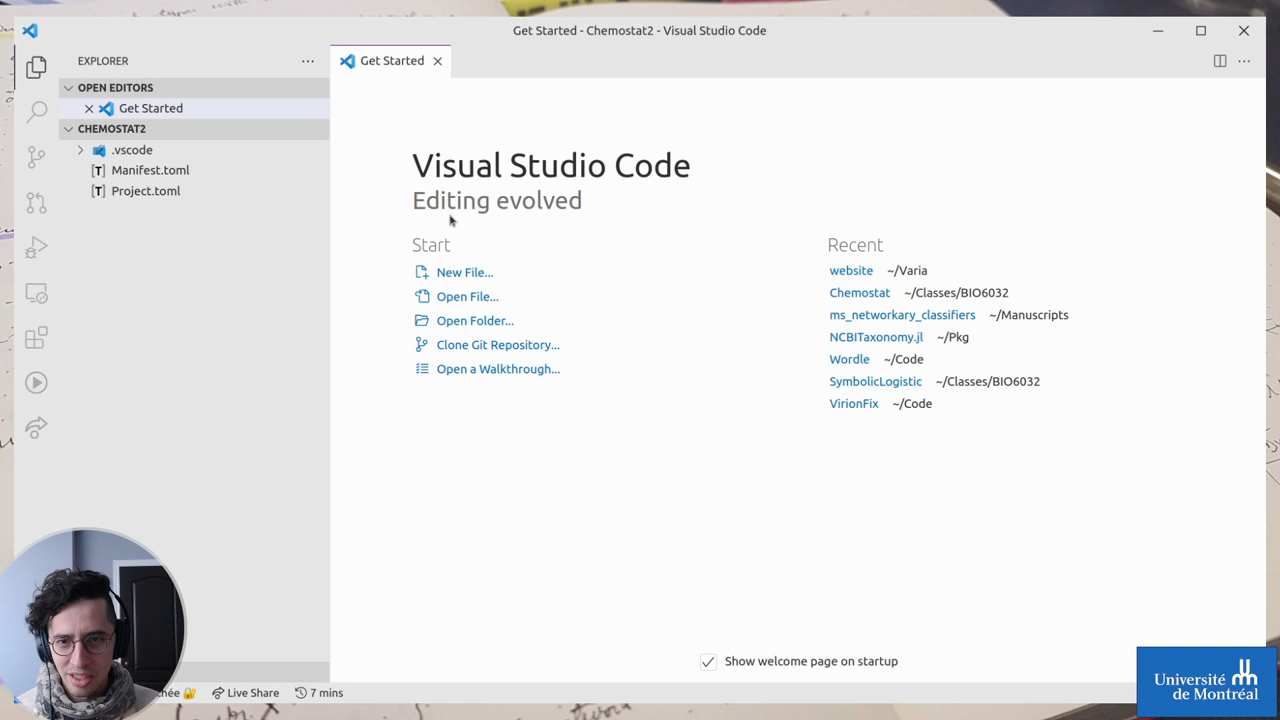 Get Started - Chemostat2 - Visual Studio Code
EXPLORER
Get Started
OPEN EDITORS
Get Started
CHEMOSTAT2
.vscode
Manifest.toml
Project.toml
Visual Studio Code
Editing evolved
Start
New File...
Open File...
Open Folder...
Clone Git Repository...
Open a Walkthrough...
Recent
website ~/Varia
Chemostat ~/Classes/BIO6032
ms_networkary_classifiers ~/Manuscripts
NCBITaxonomy.jl ~/Pkg
Wordle ~/Code
SymbolicLogistic ~/Classes/BIO6032
VirionFix ~/Code
Show welcome page on startup
Live Share 7 mins
Université
de Montréal